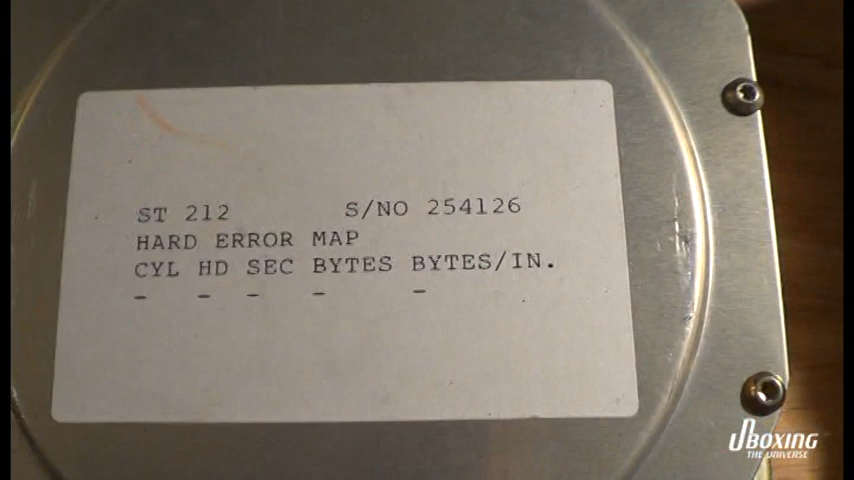 ST 212 S/NO 254126
HARD ERROR MAP
CYL HD SEC BYTES BYTES/IN.
- - - - -
UBOXING
THE UNIVERSE